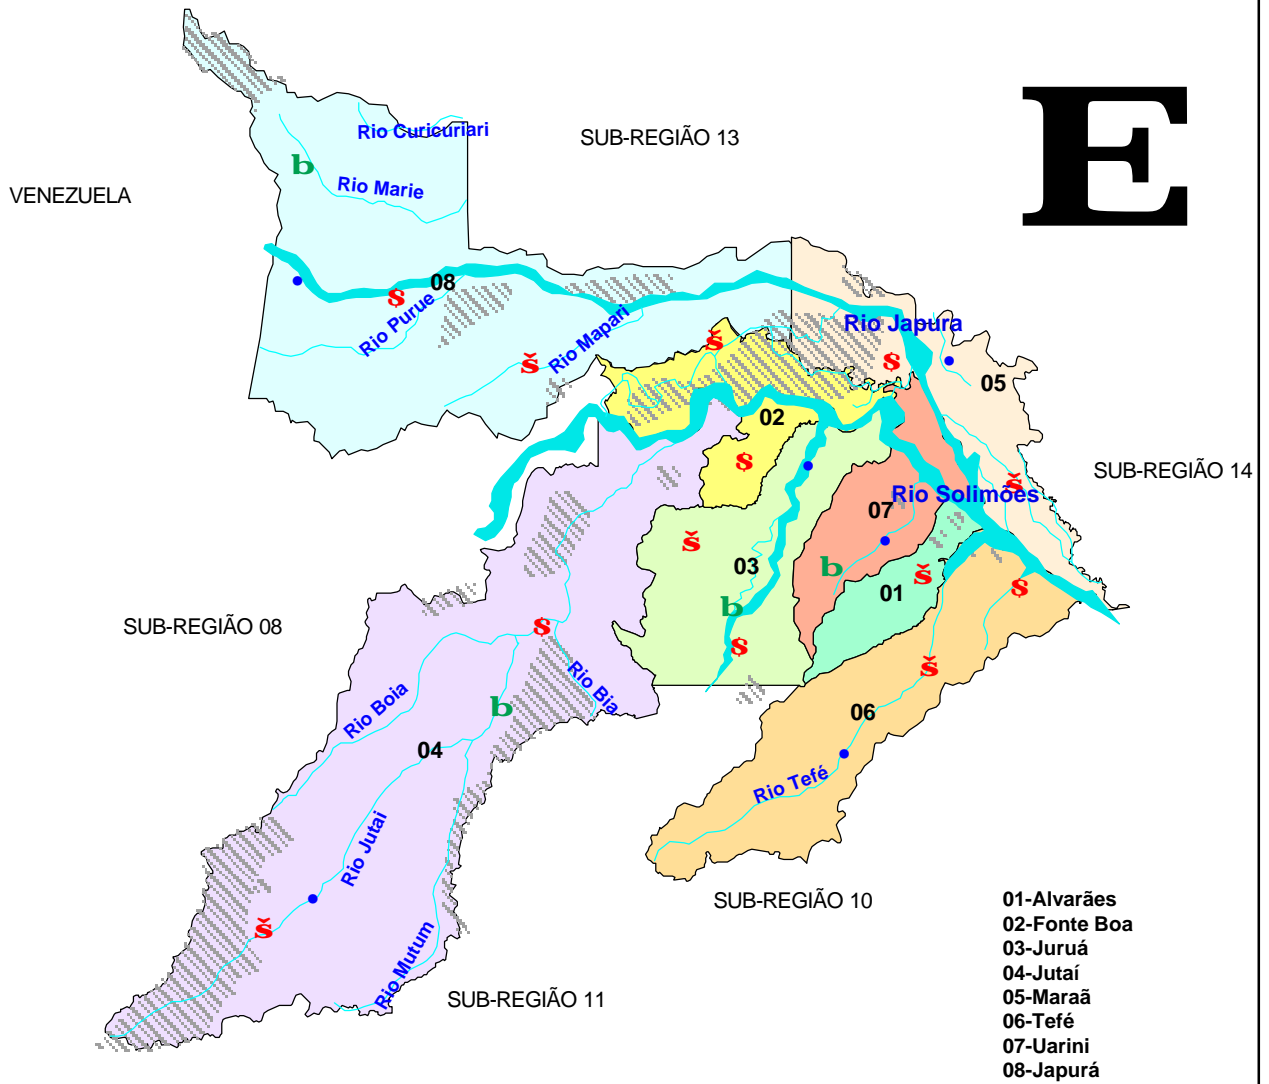 E
SUB-REGIÃO 13
Rio Curicuriari
b
Rio Marie
VENEZUELA
08
š
Rio Purue
Rio Mapari
š
š
Rio Japura
š
05
02
š
š
SUB-REGIÃO 14
Rio Solimões
07
š
03
b
š
01
b
š
š
SUB-REGIÃO 08
š
š
Rio Bia
Rio Boia
b
06
04
Rio Tefé
Rio Jutai
š
SUB-REGIÃO 10
Rio Mutum
SUB-REGIÃO 11
01-Alvarães
02-Fonte Boa
03-Juruá
04-Jutaí
05-Maraã
06-Tefé
07-Uarini
08-Japurá